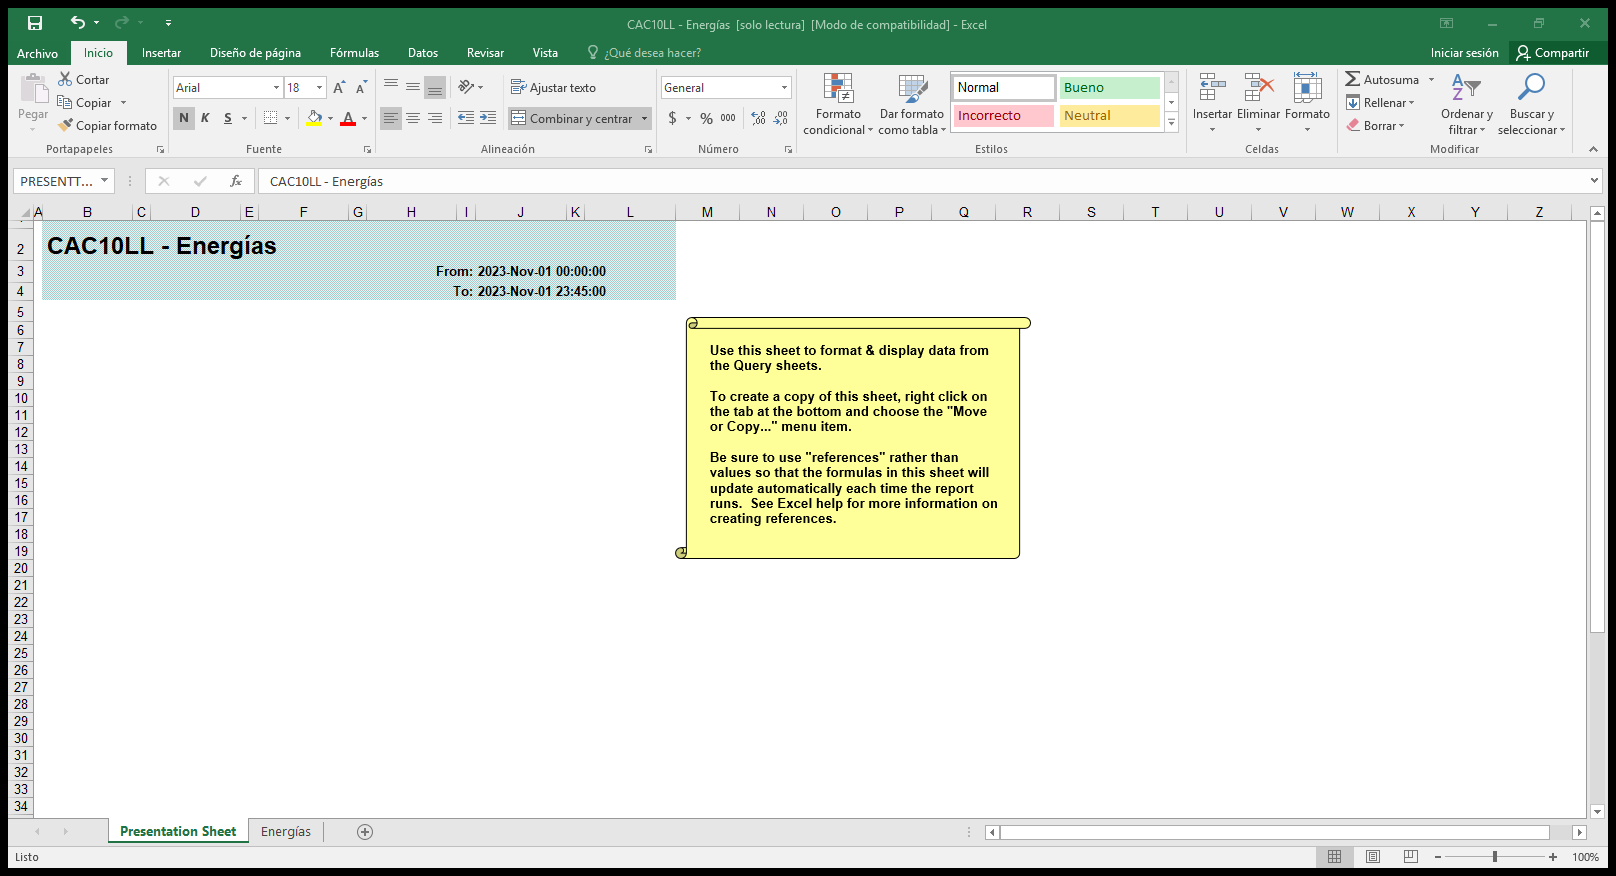 CAC10LL - Energías  [solo lectura]  [Modo de compatibilidad] - Excel
Archivo Inicio Insertar Diseño de página Fórmulas Datos Revisar Vista ¿Qué desea hacer? Iniciar sesión Compartir
Pegar
Cortar
Copiar
Copiar formato
Portapapeles
Arial 18 A A
N K S A
Fuente
Ajustar texto
Combinar y centrar
Alineación
General
$ % 000
Número
Formato condicional
Dar formato como tabla
Normal Bueno
Incorrecto Neutral
Estilos
Insertar Eliminar Formato
Celdas
Autosuma
Rellenar
Borrar
Ordenar y filtrar
Buscar y seleccionar
Modificar
PRESENTT... fx CAC10LL - Energías
A B C D E F G H I J K L M N O P Q R S T U V W X Y Z
2 CAC10LL - Energías
3 From: 2023-Nov-01 00:00:00
4 To: 2023-Nov-01 23:45:00
5
6
7
8
9
10
11
12
13
14
15
16
17
18
19
20
21
22
23
24
25
26
27
28
29
30
31
32
33
34
Use this sheet to format & display data from
the Query sheets.
To create a copy of this sheet, right click on
the tab at the bottom and choose the "Move
or Copy..." menu item.
Be sure to use "references" rather than
values so that the formulas in this sheet will
update automatically each time the report
runs.  See Excel help for more information on
creating references.
Presentation Sheet Energías
Listo 100%